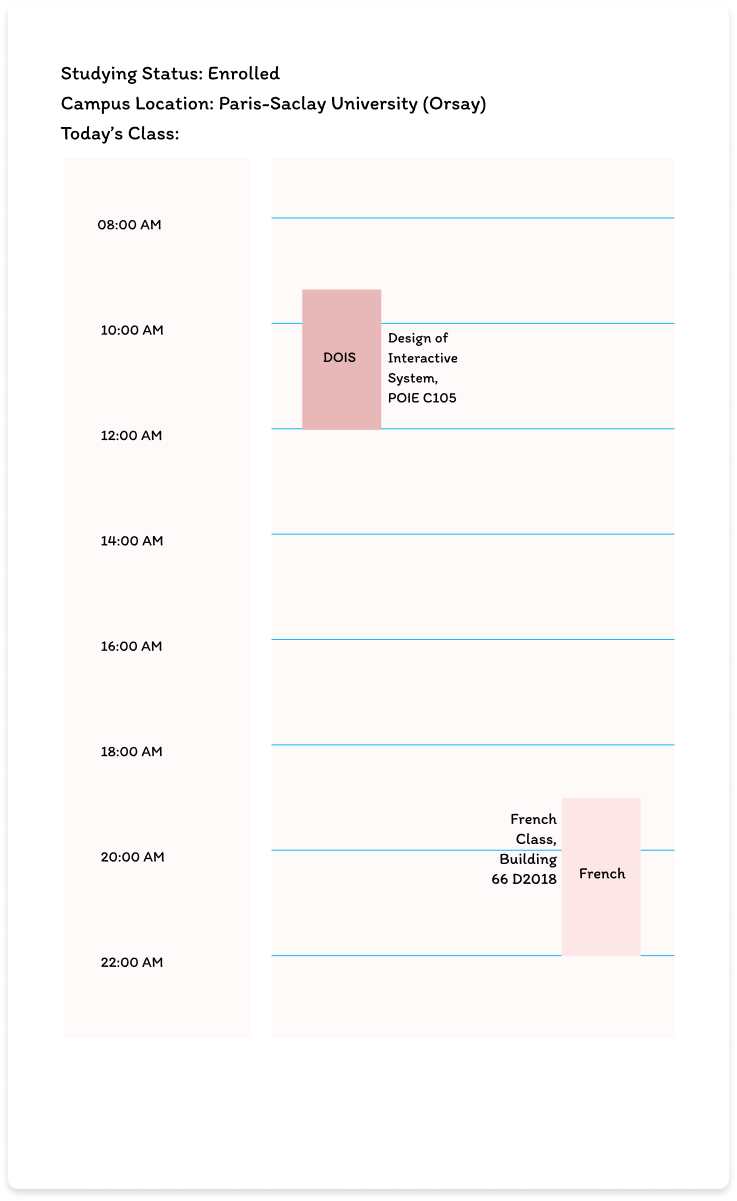 Studying Status: Enrolled
Campus Location: Paris-Saclay University (Orsay)
Today's Class:
08:00 AM
10:00 AM
DOIS
Design of
Interactive
System,
POIE C105
12:00 AM
14:00 AM
16:00 AM
18:00 AM
French
Class,
Building
66 D2018
20:00 AM
French
22:00 AM